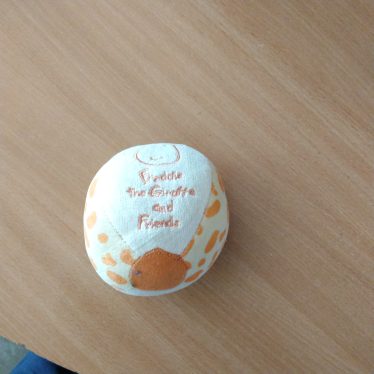 Freddie
the Giraffe
and
Friends